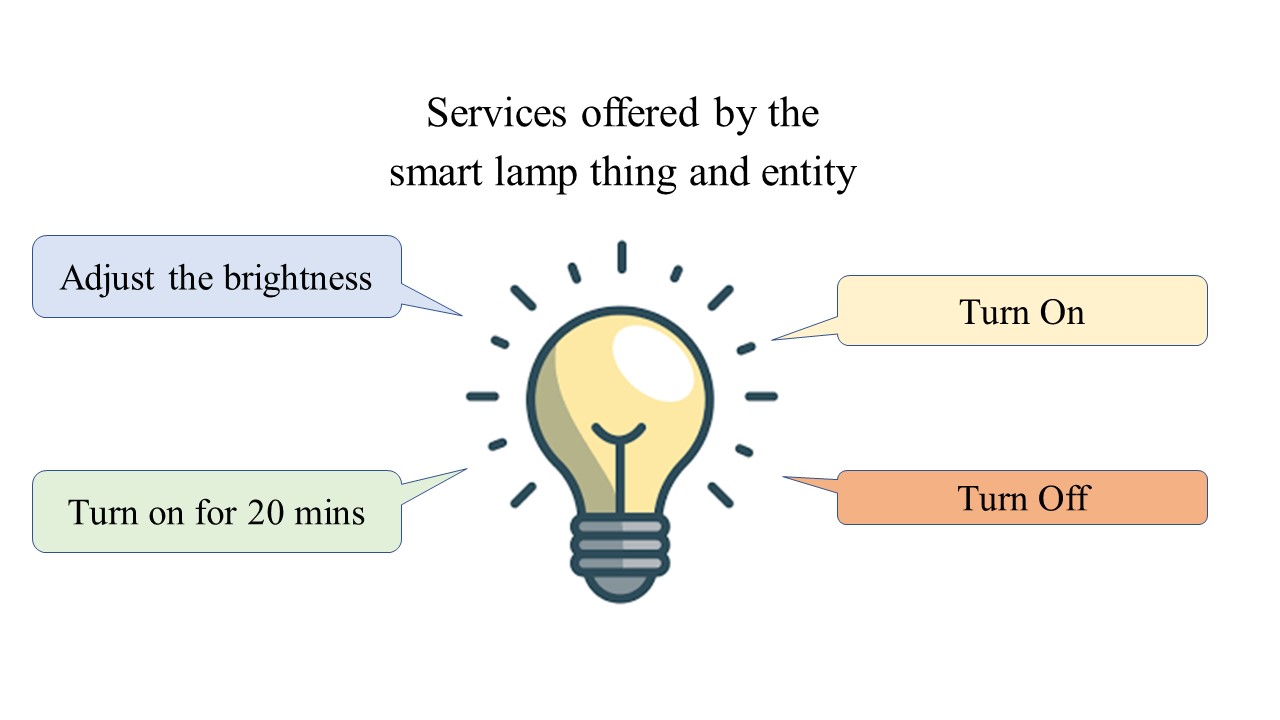 Services offered by the
smart lamp thing and entity
Adjust the brightness
Turn On
Turn on for 20 mins
Turn Off